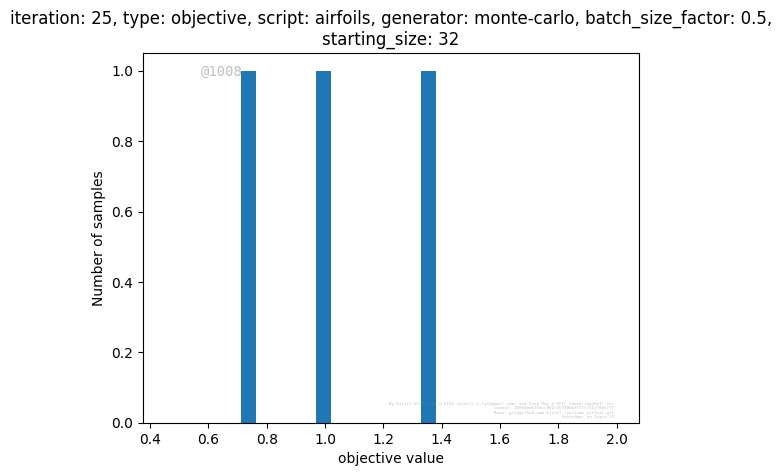 iteration: 25, type: objective, script: airfoils, generator: monte-carlo, batch_size_factor: 0.5,
starting_size: 32
@1008
1.0
0.8
0.6
0.4
0.2
0.0
Number of samples
0.4 0.6 0.8 1.0 1.2 1.4 1.6 1.8 2.0
objective value